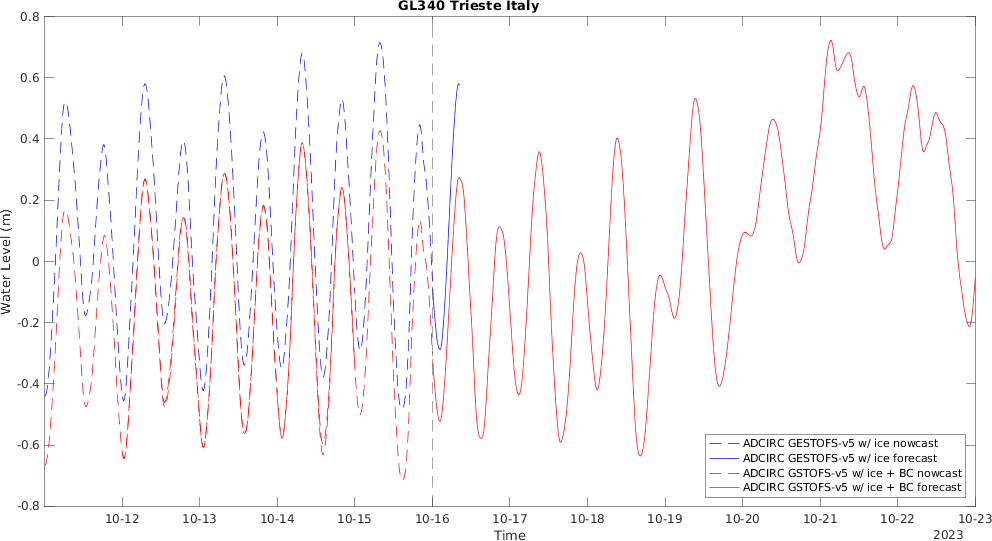 GL340 Trieste Italy
Water Level (m)
0.8
0.6
0.4
0.2
0
-0.2
-0.4
-0.6
-0.8
ADCIRC GESTOFS-v5 w/ ice nowcast
ADCIRC GESTOFS-v5 w/ ice forecast
ADCIRC GSTOFS-v5 w/ ice + BC nowcast
ADCIRC GSTOFS-v5 w/ ice + BC forecast
10-12 10-13 10-14 10-15 10-16 10-17 10-18 10-19 10-20 10-21 10-22 10-23
Time
2023